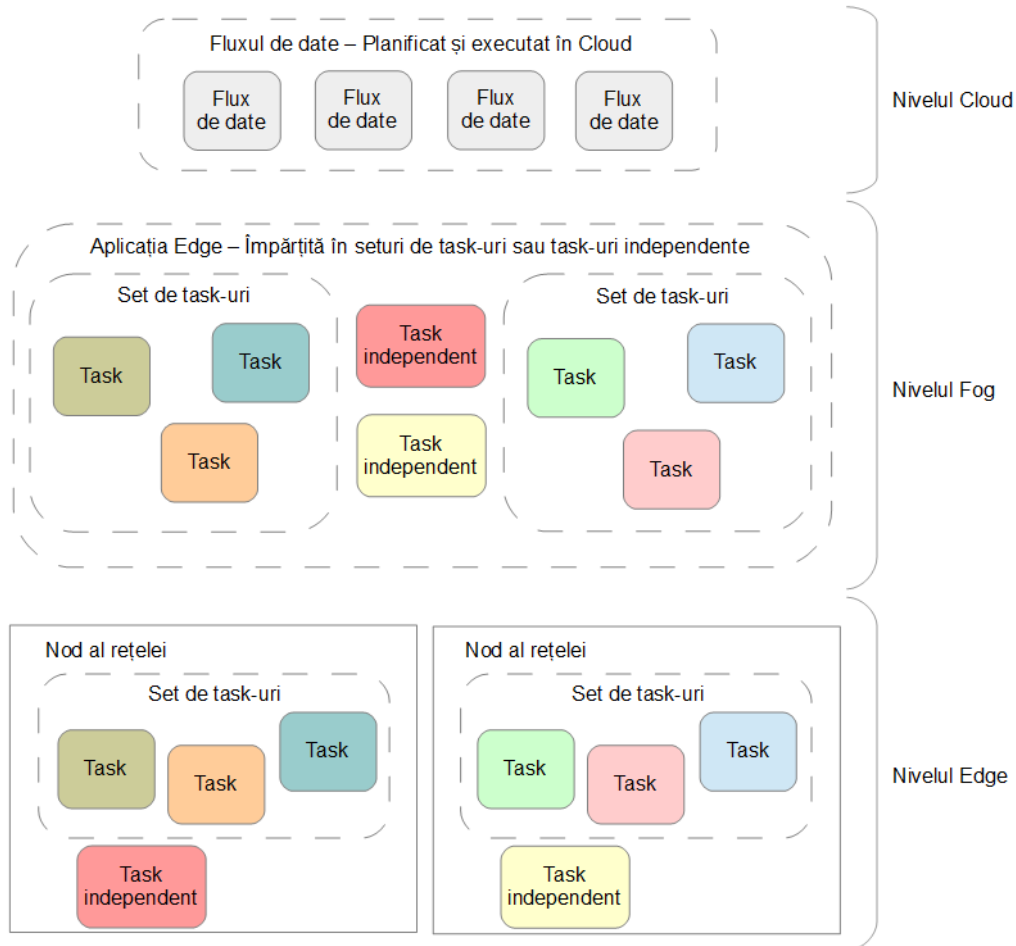 Fluxul de date – Planificat și executat în Cloud
Flux
de date
Flux
de date
Flux
de date
Flux
de date
Nivelul Cloud
Aplicația Edge – Împărțită în seturi de task-uri sau task-uri independente
Set de task-uri
Task
Task
Task
Task
independent
Task
independent
Set de task-uri
Task
Task
Task
Nivelul Fog
Nod al rețelei
Set de task-uri
Task
Task
Task
Task
independent
Nod al rețelei
Set de task-uri
Task
Task
Task
Task
independent
Nivelul Edge